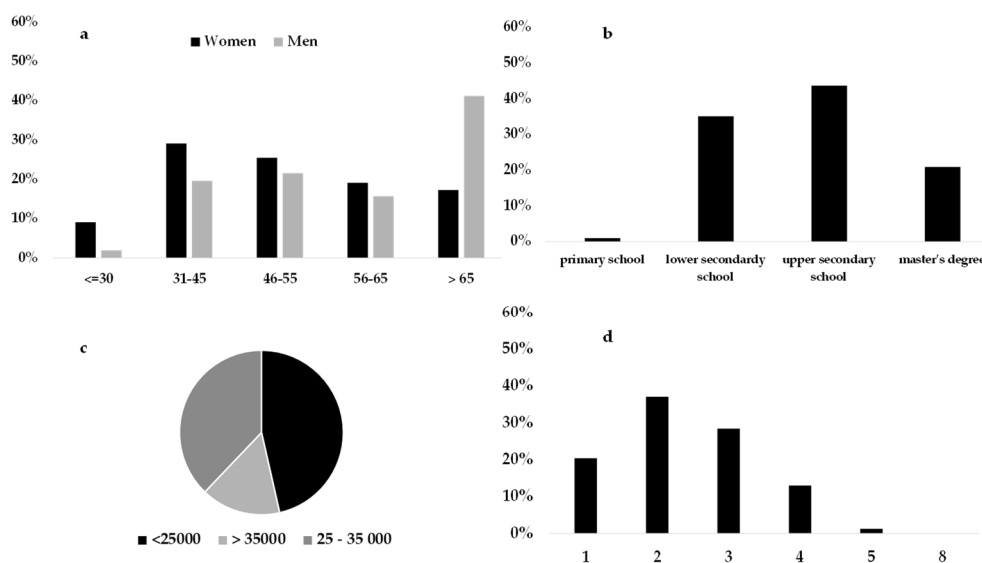 a
Women Men
60%
50%
40%
30%
20%
10%
0%
<=30 31-45 46-55 56-65 > 65
b
60%
50%
40%
30%
20%
10%
0%
primary school lower secondardy upper secondary master's degree
school school
c
<25000 > 35000 25 - 35 000
d
60%
50%
40%
30%
20%
10%
0%
1 2 3 4 5 8